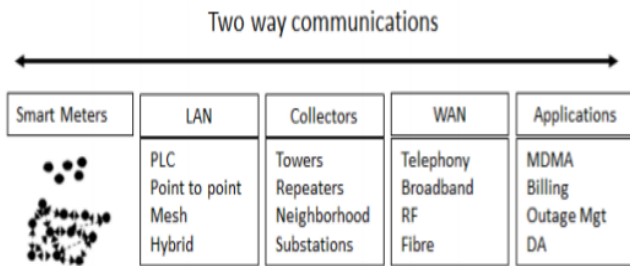 Two way communications
Smart Meters
LAN
Collectors
WAN
Applications
PLC
Point to point
Mesh
Hybrid
Towers
Repeaters
Neighborhood
Substations
Telephony
Broadband
RF
Fibre
MDMA
Billing
Outage Mgt
DA